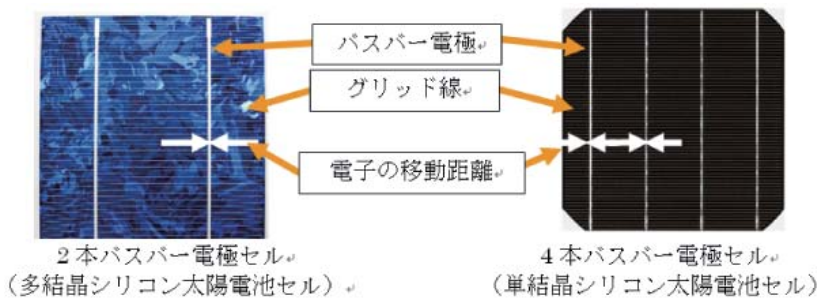 バスバー電極
グリッド線
電子の移動距離
2本バスバー電極セル
(多結晶シリコン太陽電池セル)
4本バスバー電極セル
(単結晶シリコン太陽電池セル)